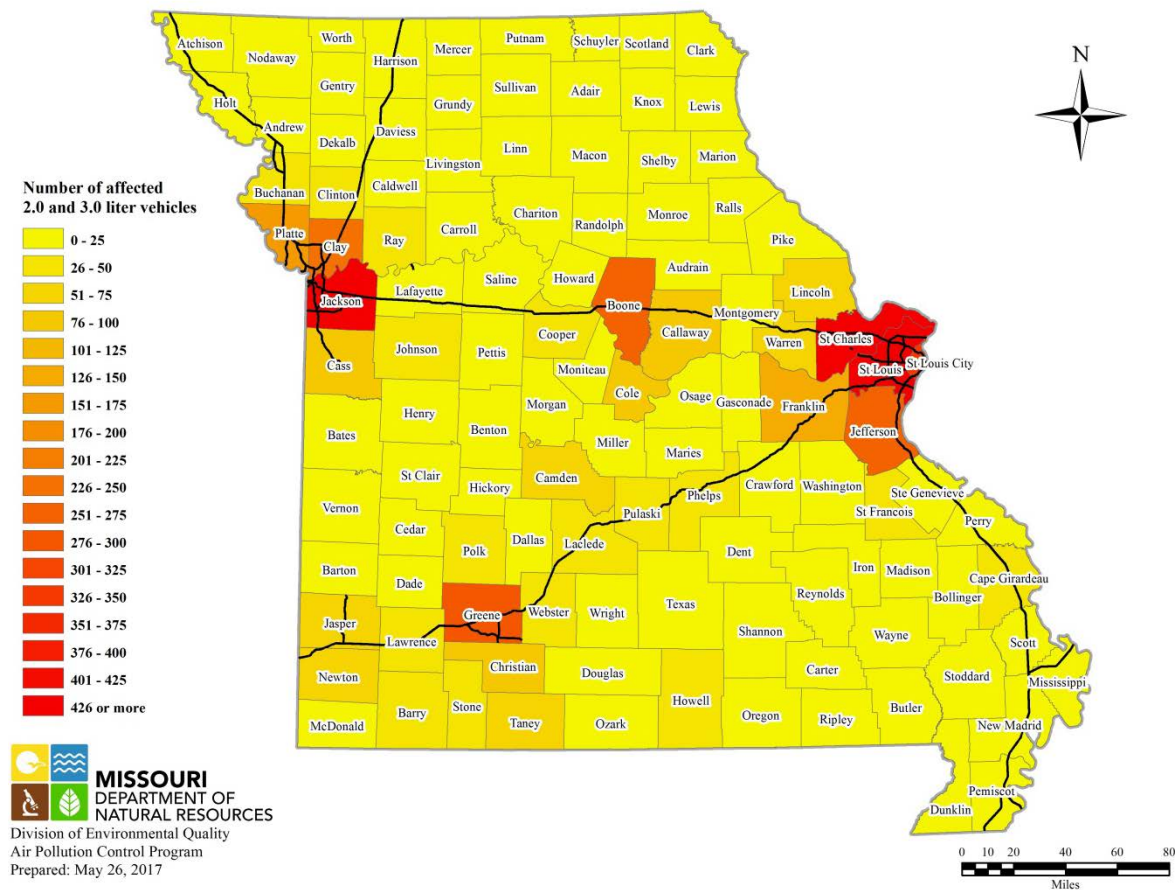 Atchison
Nodaway
Worth
Harrison
Mercer
Putnam
Schuyler
Scotland
Clark
N
Gentry
Sullivan
Adair
Knox
Lewis
Holt
Grundy
Andrew
Dekalb
Daviess
Linn
Macon
Shelby
Marion
Livingston
Number of affected
2.0 and 3.0 liter vehicles
0 - 25
26 - 50
51 - 75
76 - 100
101 - 125
126 - 150
151 - 175
176 - 200
201 - 225
226 - 250
251 - 275
276 - 300
301 - 325
326 - 350
351 - 375
376 - 400
401 - 425
426 or more
Buchanan
Clinton
Caldwell
Chariton
Randolph
Monroe
Ralls
Platte
Clay
Ray
Carroll
Pike
Audrain
Howard
Saline
Lafayette
Jackson
Boone
Callaway
Montgomery
Lincoln
Cooper
Warren
St Charles
St Louis
St Louis City
Cass
Johnson
Pettis
Moniteau
Cole
Osage
Gasconade
Franklin
Jefferson
Henry
Benton
Morgan
Miller
Maries
Bates
St Clair
Hickory
Camden
Pulaski
Phelps
Crawford
Washington
Ste Genevieve
St Francois
Perry
Vernon
Cedar
Polk
Dallas
Laclede
Dent
Iron
Madison
Bollinger
Cape Girardeau
Barton
Dade
Greene
Webster
Wright
Texas
Reynolds
Wayne
Scott
Jasper
Lawrence
Shannon
Carter
Stoddard
Mississippi
Newton
Christian
Douglas
Howell
Stone
McDonald
Barry
Taney
Ozark
Oregon
Ripley
Butler
New Madrid
Dunklin
Pemiscot
MISSOURI
DEPARTMENT OF
NATURAL RESOURCES
Division of Environmental Quality
Air Pollution Control Program
Prepared: May 26, 2017
0 5 10 20 40 60 80
Miles